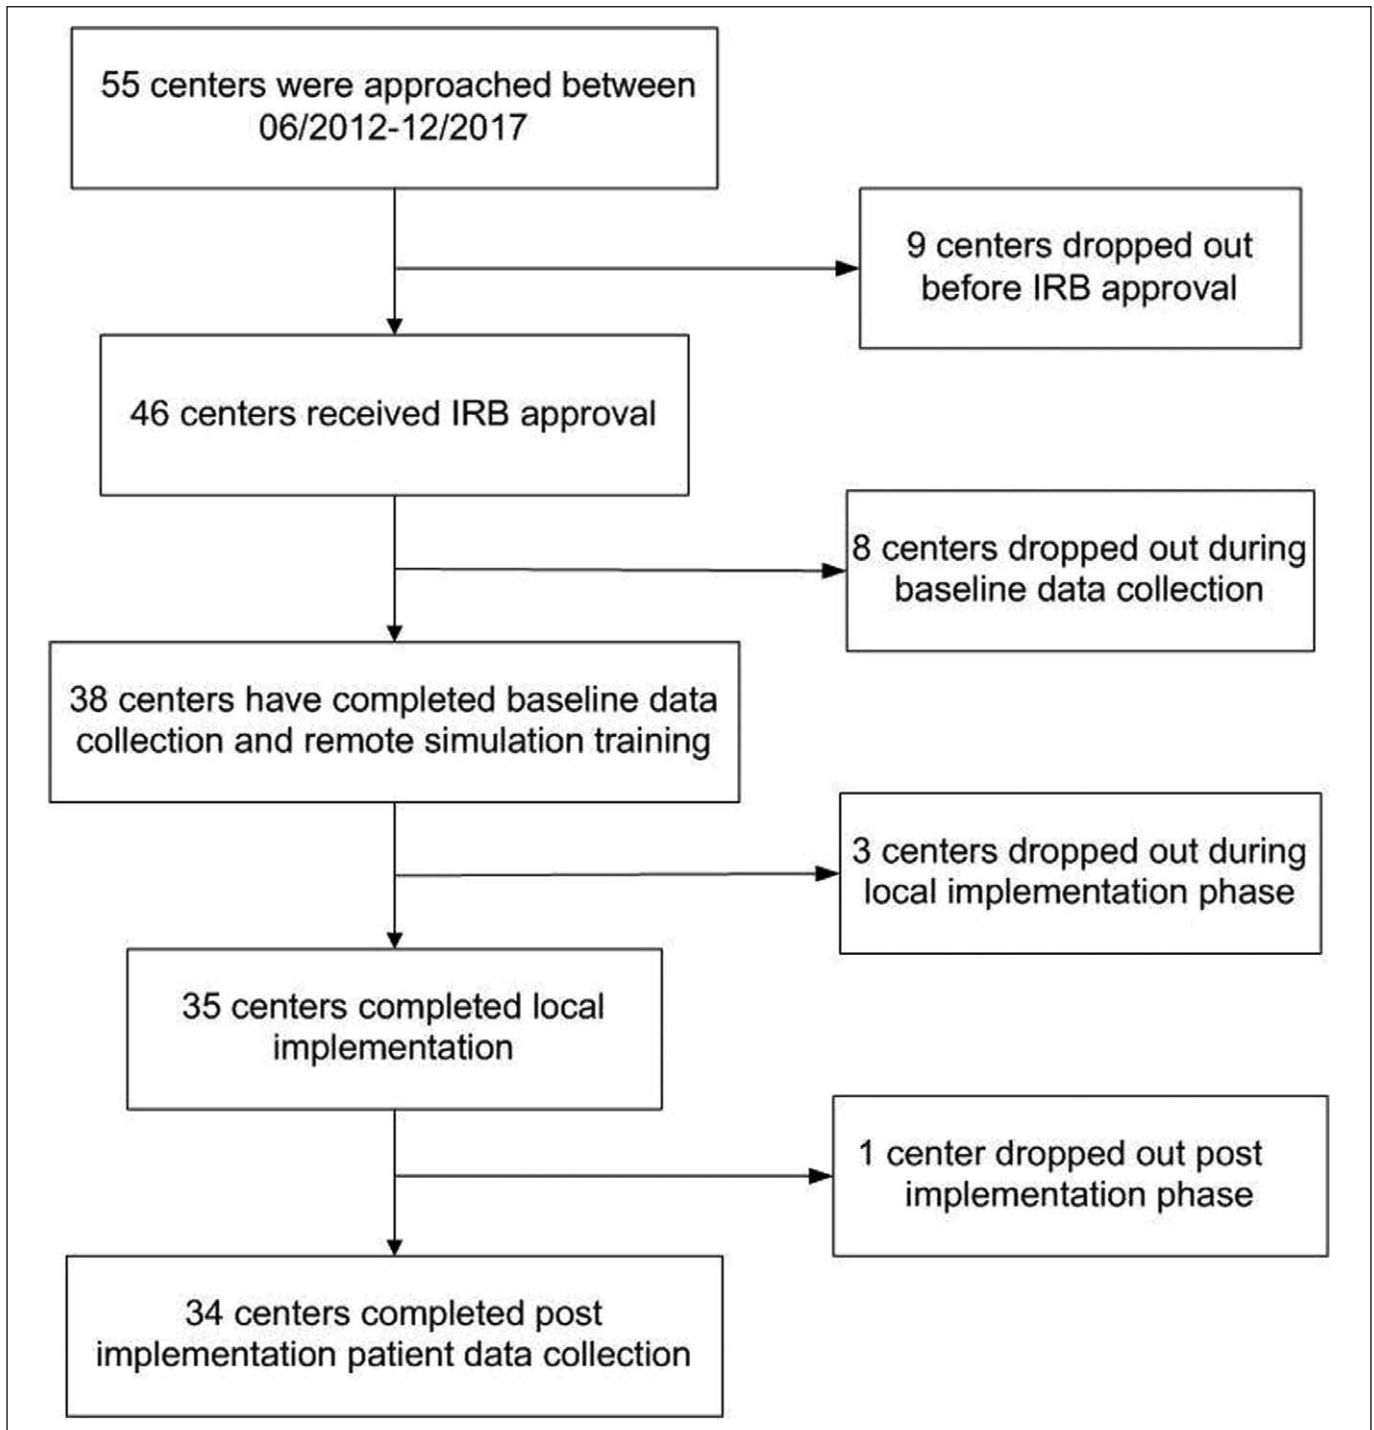 55 centers were approached between
06/2012-12/2017
9 centers dropped out
before IRB approval
46 centers received IRB approval
8 centers dropped out during
baseline data collection
38 centers have completed baseline data
collection and remote simulation training
3 centers dropped out during
local implementation phase
35 centers completed local
implementation
1 center dropped out post
implementation phase
34 centers completed post
implementation patient data collection